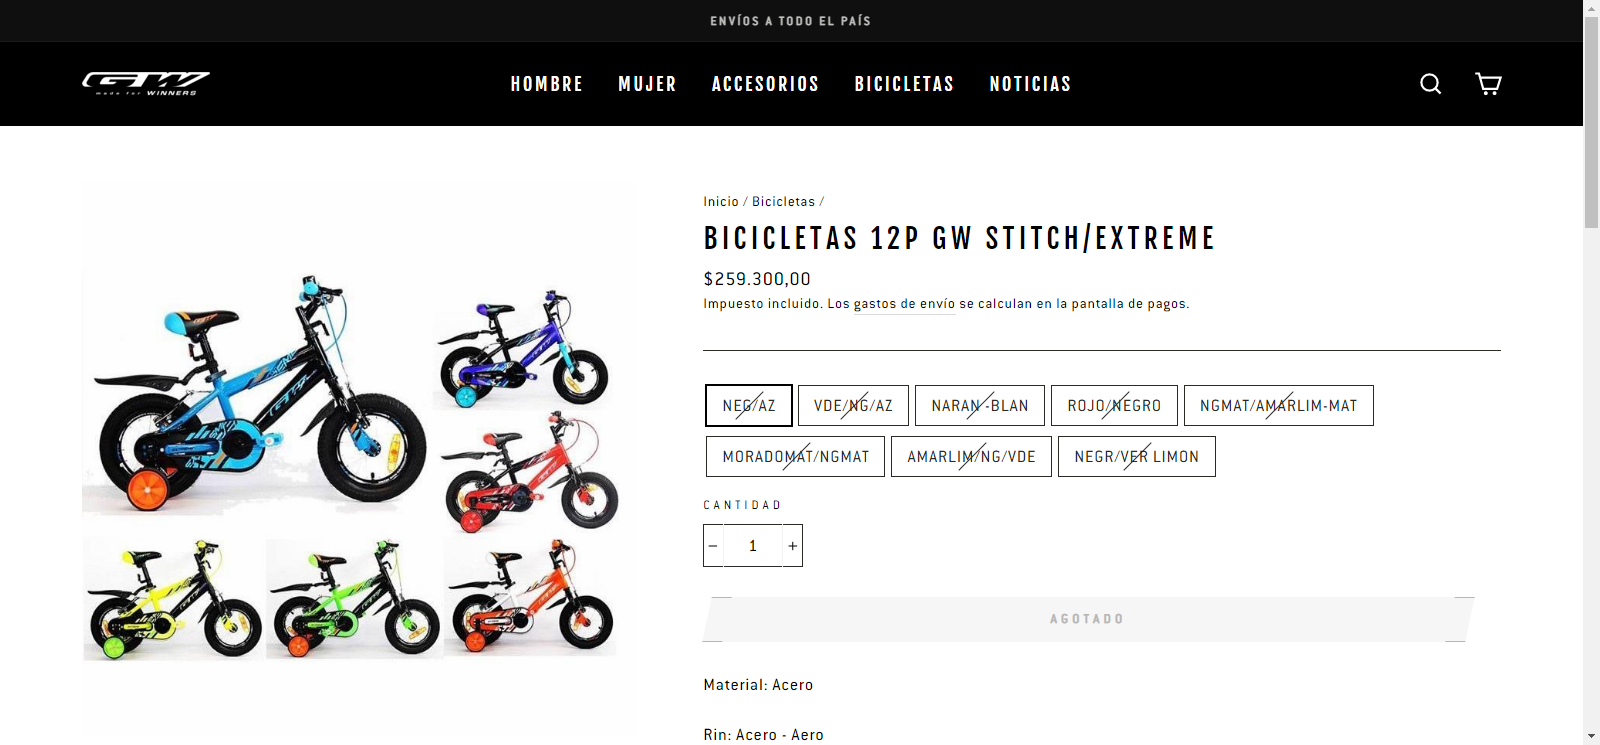 ENVÍOS A TODO EL PAÍS
GW
made for WINNERS
HOMBRE MUJER ACCESORIOS BICICLETAS NOTICIAS
Inicio / Bicicletas /
BICICLETAS 12P GW STITCH/EXTREME
$259.300,00
Impuesto incluido. Los gastos de envío se calculan en la pantalla de pagos.
NEG/AZ VDE/NG/AZ NARAN -BLAN ROJO/NEGRO NGMAT/AMARLIM-MAT
MORADOMAT/NGMAT AMARLIM/NG/VDE NEGR/VER LIMON
CANTIDAD
− 1 +
AGOTADO
Material: Acero
Rin: Acero - Aero